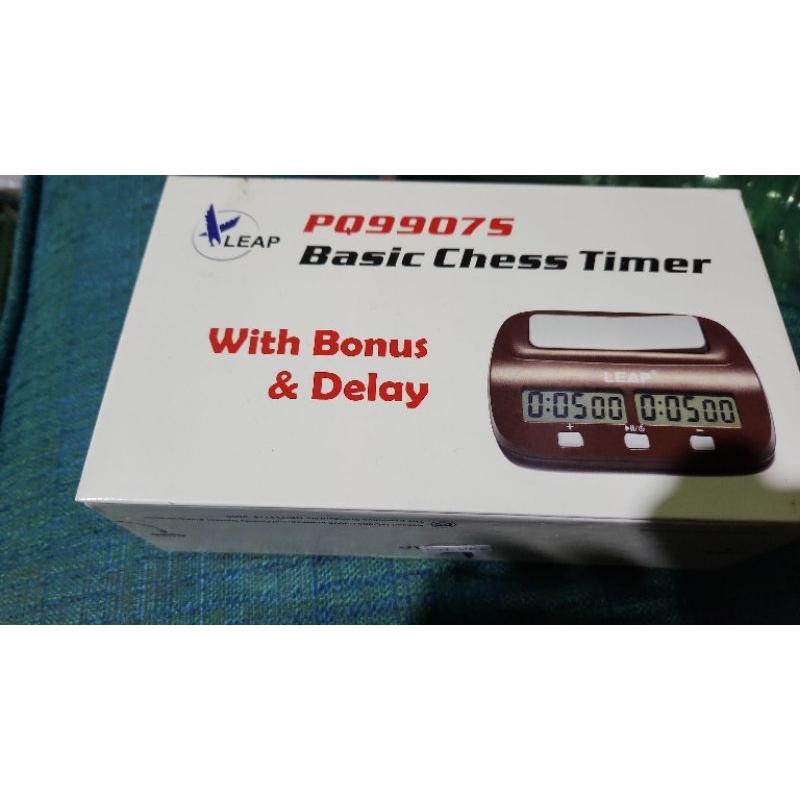 LEAP
PQ9907S
Basic Chess Timer
With Bonus
& Delay
LEAP
0:0500 0:0500
+ -